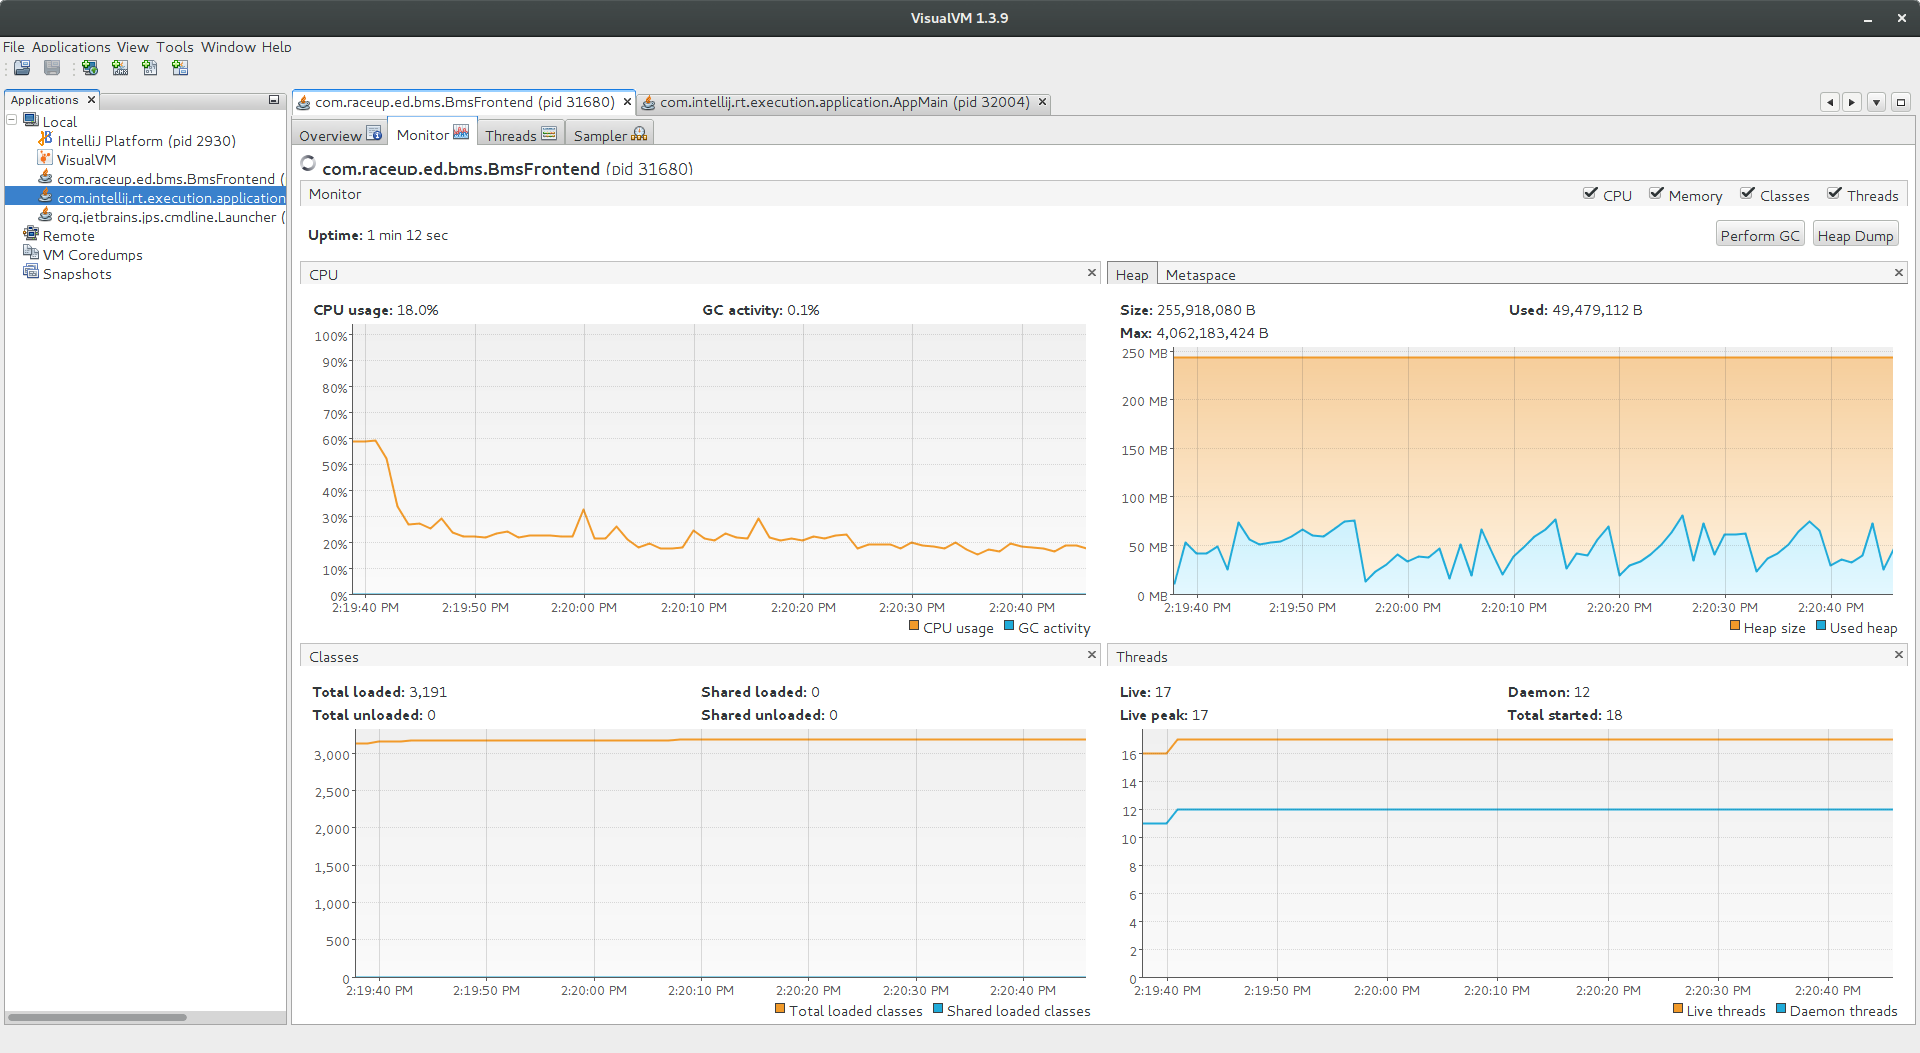 VisualVM 1.3.9
File Applications View Tools Window Help
Applications
Local
IntelliJ Platform (pid 2930)
VisualVM
com.raceup.ed.bms.BmsFrontend (
com.intellij.rt.execution.application
org.jetbrains.jps.cmdline.Launcher (
Remote
VM Coredumps
Snapshots
com.raceup.ed.bms.BmsFrontend (pid 31680) com.intellij.rt.execution.application.AppMain (pid 32004)
Overview Monitor Threads Sampler
com.raceup.ed.bms.BmsFrontend (pid 31680)
Monitor CPU Memory Classes Threads
Uptime: 1 min 12 sec Perform GC Heap Dump
CPU
CPU usage: 18.0% GC activity: 0.1%
100%
90%
80%
70%
60%
50%
40%
30%
20%
10%
0%
2:19:40 PM 2:19:50 PM 2:20:00 PM 2:20:10 PM 2:20:20 PM 2:20:30 PM 2:20:40 PM
CPU usage GC activity
Heap Metaspace
Size: 255,918,080 B Used: 49,479,112 B
Max: 4,062,183,424 B
250 MB
200 MB
150 MB
100 MB
50 MB
0 MB
2:19:40 PM 2:19:50 PM 2:20:00 PM 2:20:10 PM 2:20:20 PM 2:20:30 PM 2:20:40 PM
Heap size Used heap
Classes
Total loaded: 3,191 Shared loaded: 0
Total unloaded: 0 Shared unloaded: 0
3,000
2,500
2,000
1,500
1,000
500
0
2:19:40 PM 2:19:50 PM 2:20:00 PM 2:20:10 PM 2:20:20 PM 2:20:30 PM 2:20:40 PM
Total loaded classes Shared loaded classes
Threads
Live: 17 Daemon: 12
Live peak: 17 Total started: 18
16
14
12
10
8
6
4
2
0
2:19:40 PM 2:19:50 PM 2:20:00 PM 2:20:10 PM 2:20:20 PM 2:20:30 PM 2:20:40 PM
Live threads Daemon threads